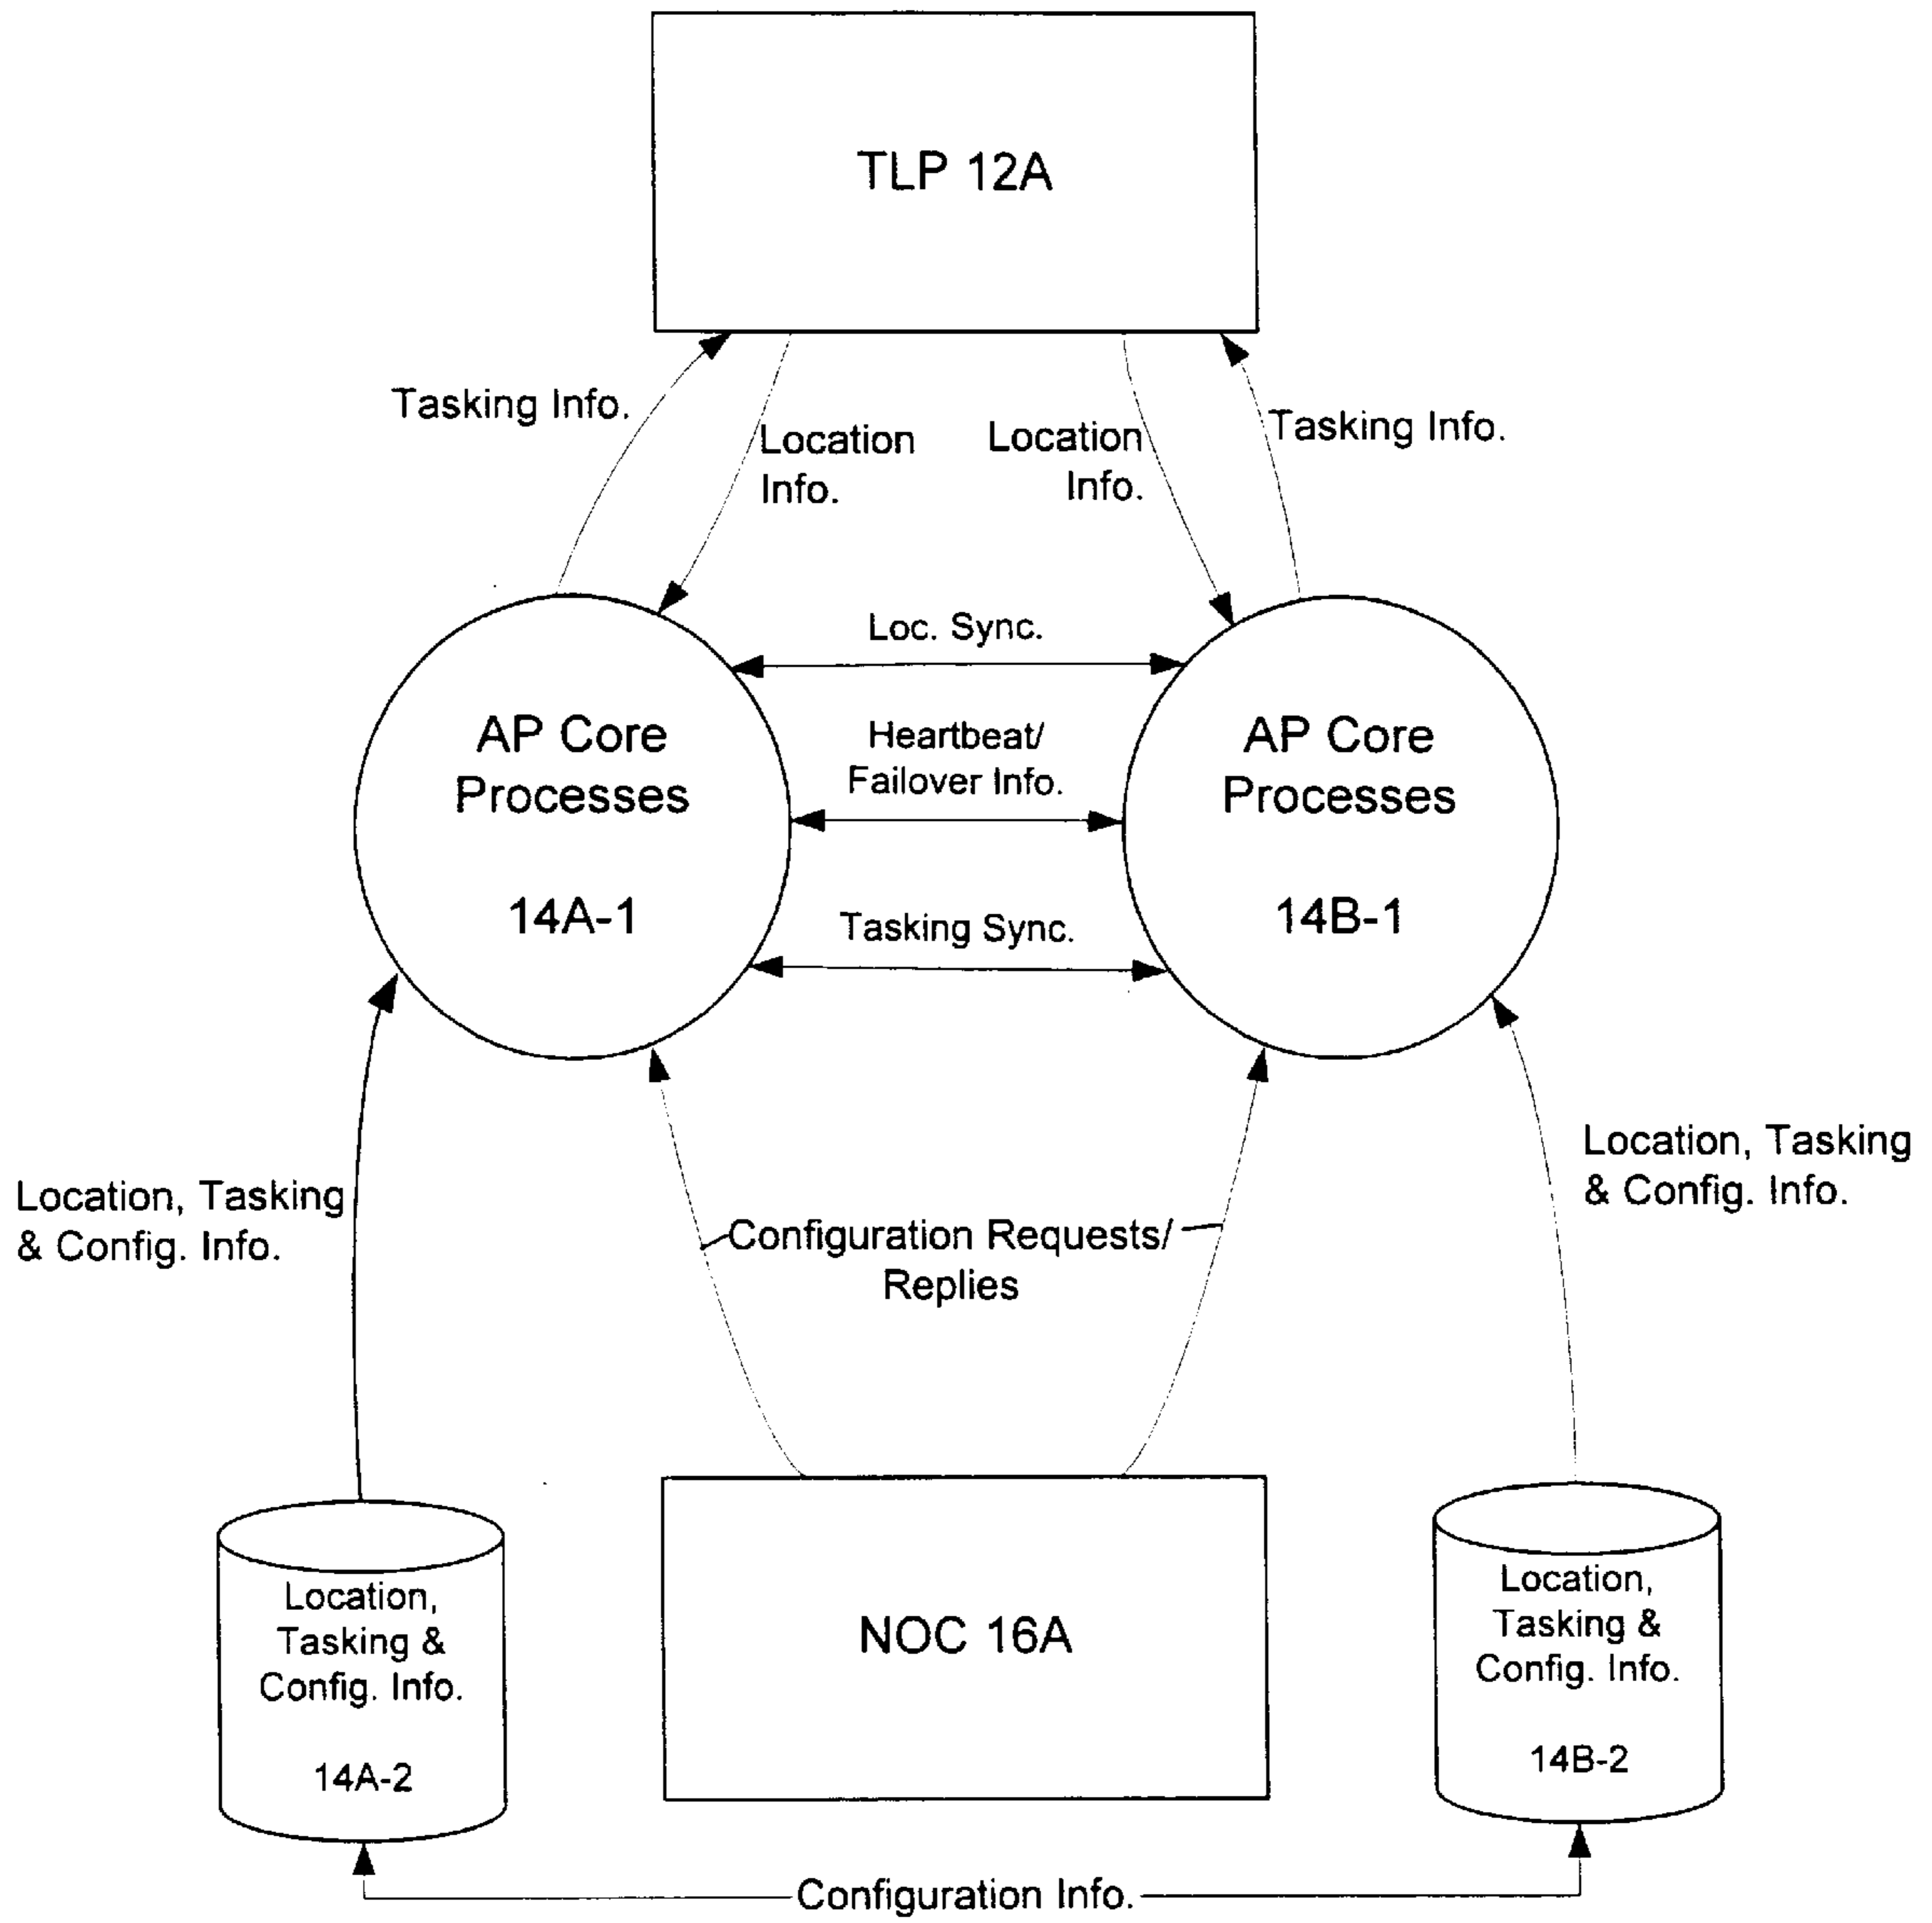 TLP 12A
Tasking Info.
Location
Info.
Location
Info.
Tasking Info.
Loc. Sync.
AP Core
Processes
14A-1
Heartbeat/
Failover Info.
AP Core
Processes
14B-1
Tasking Sync.
Location, Tasking
& Config. Info.
Configuration Requests/
Replies
Location, Tasking
& Config. Info.
Location,
Tasking &
Config. Info.
14A-2
NOC 16A
Location,
Tasking &
Config. Info.
14B-2
Configuration Info.